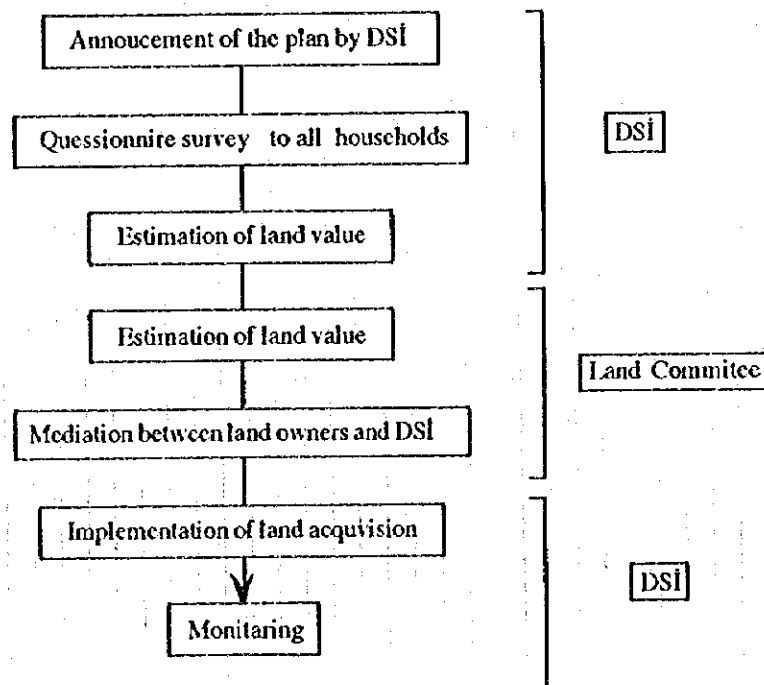 Annoucement of the plan by DSİ
Quessionnire survey to all households
DSİ
Estimation of land value
Estimation of land value
Land Commitee
Mediation between land owners and DSİ
Implementation of land acquvision
DSİ
Monitaring